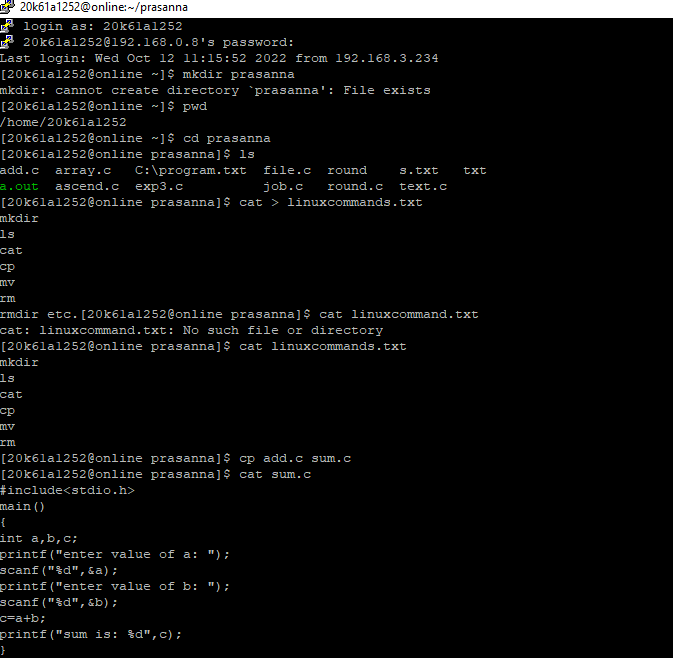 20k61a1252@online:~/prasanna
login as: 20k61a1252
20k61a1252@192.168.0.8's password:
Last login: Wed Oct 12 11:15:52 2022 from 192.168.3.234
[20k61a1252@online ~]$ mkdir prasanna
mkdir: cannot create directory `prasanna': File exists
[20k61a1252@online ~]$ pwd
/home/20k61a1252
[20k61a1252@online ~]$ cd prasanna
[20k61a1252@online prasanna]$ ls
add.c  array.c   C:\program.txt  file.c  round    s.txt   txt
a.out  ascend.c  exp3.c          job.c   round.c  text.c
[20k61a1252@online prasanna]$ cat > linuxcommands.txt
mkdir
ls
cat
cp
mv
rm
rmdir etc.[20k61a1252@online prasanna]$ cat linuxcommand.txt
cat: linuxcommand.txt: No such file or directory
[20k61a1252@online prasanna]$ cat linuxcommands.txt
mkdir
ls
cat
cp
mv
rm
[20k61a1252@online prasanna]$ cp add.c sum.c
[20k61a1252@online prasanna]$ cat sum.c
#include<stdio.h>
main()
{
int a,b,c;
printf("enter value of a: ");
scanf("%d",&a);
printf("enter value of b: ");
scanf("%d",&b);
c=a+b;
printf("sum is: %d",c);
}